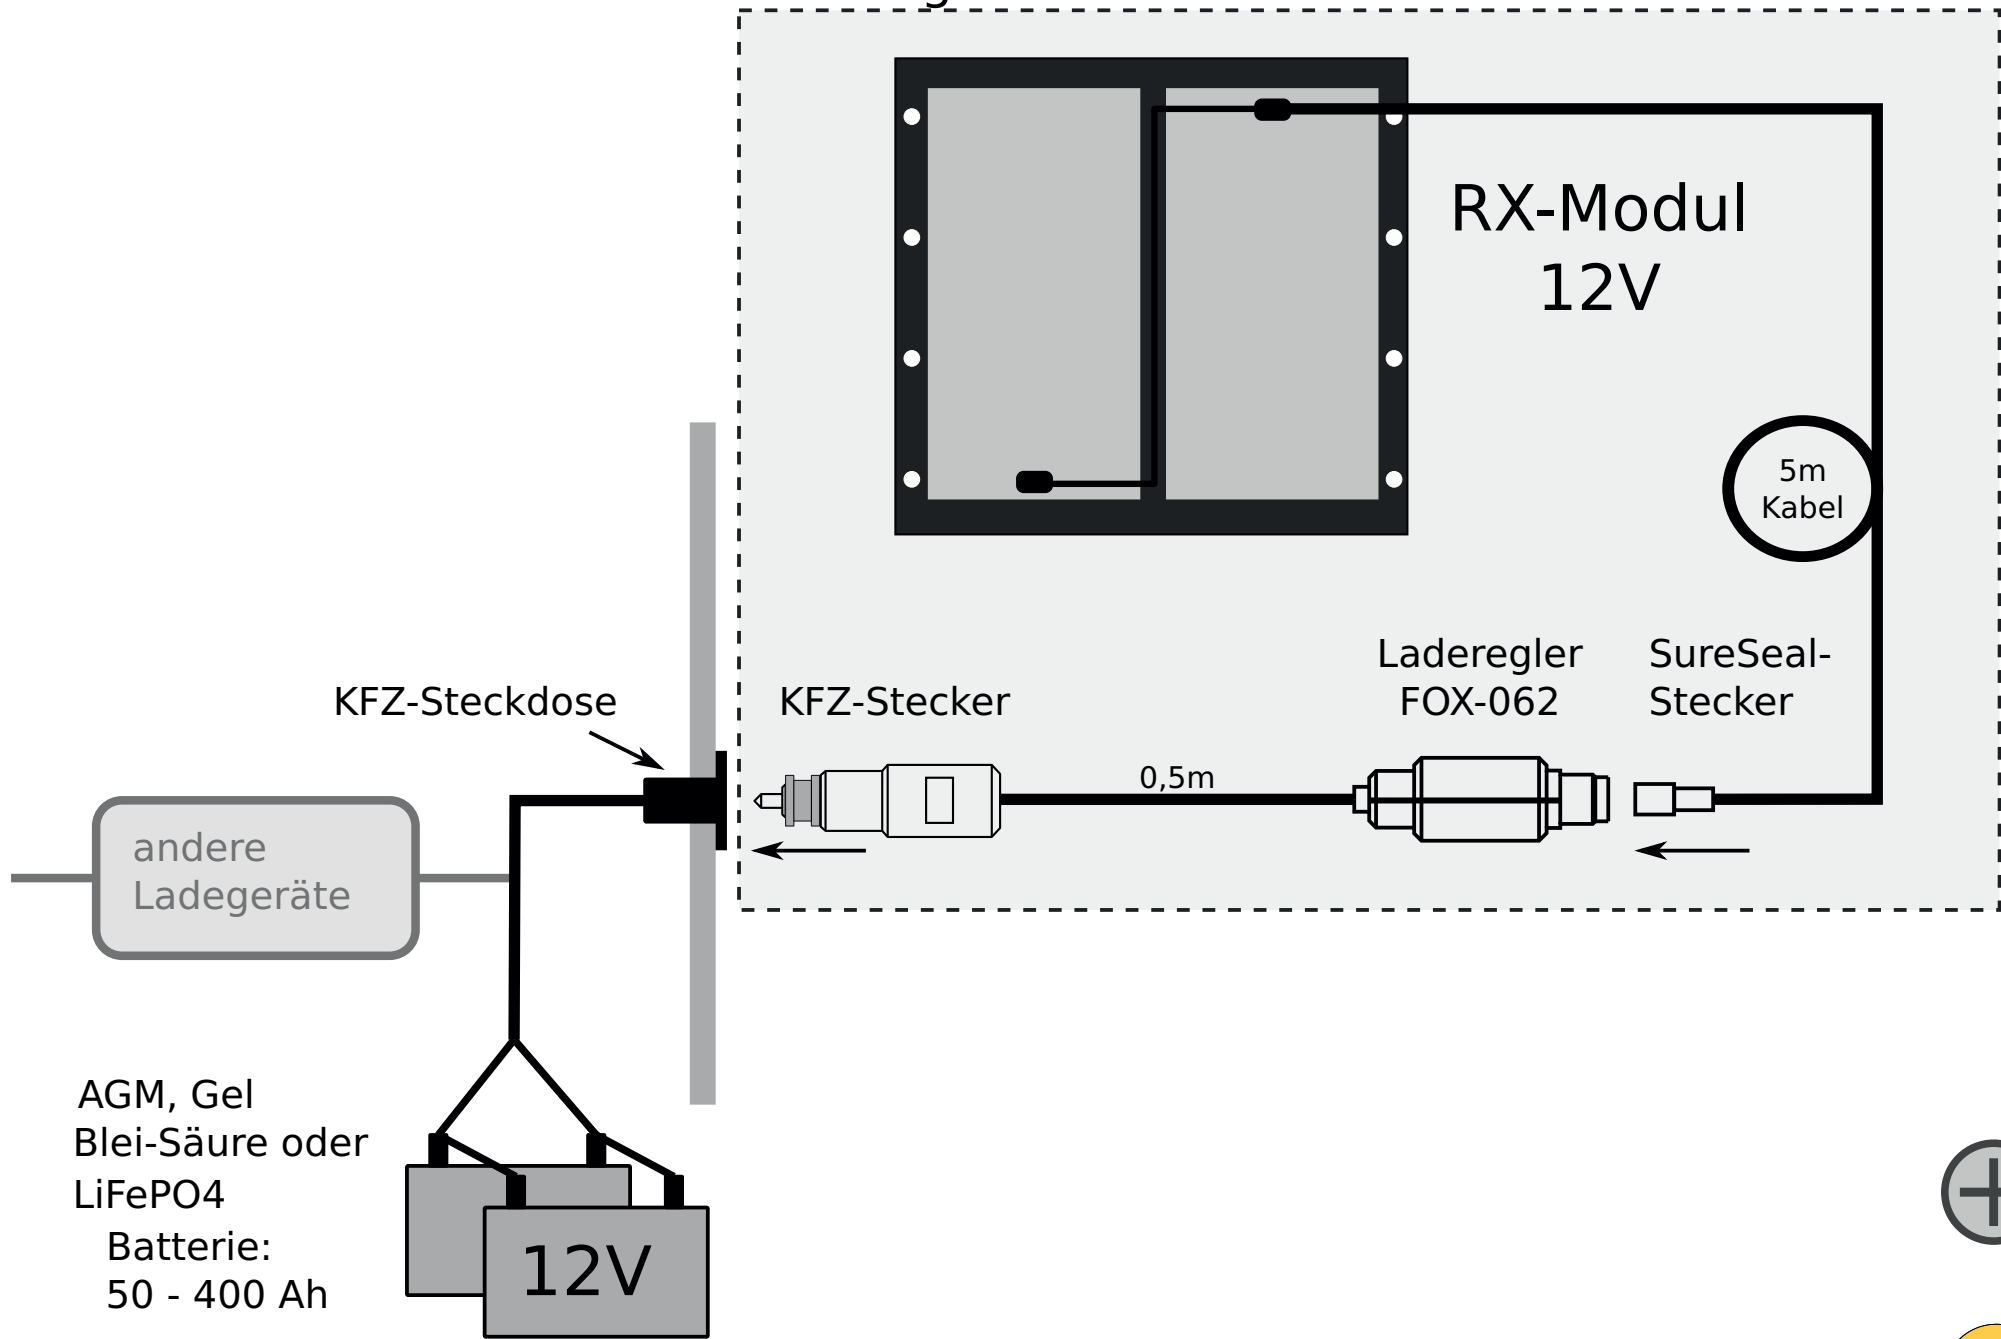 RX-Modul
12V
5m
Kabel
Laderegler
FOX-062
SureSeal-
Stecker
KFZ-Stecker
KFZ-Steckdose
0,5m
andere
Ladegeräte
AGM, Gel
Blei-Säure oder
LiFePO4
Batterie:
50 - 400 Ah
12V